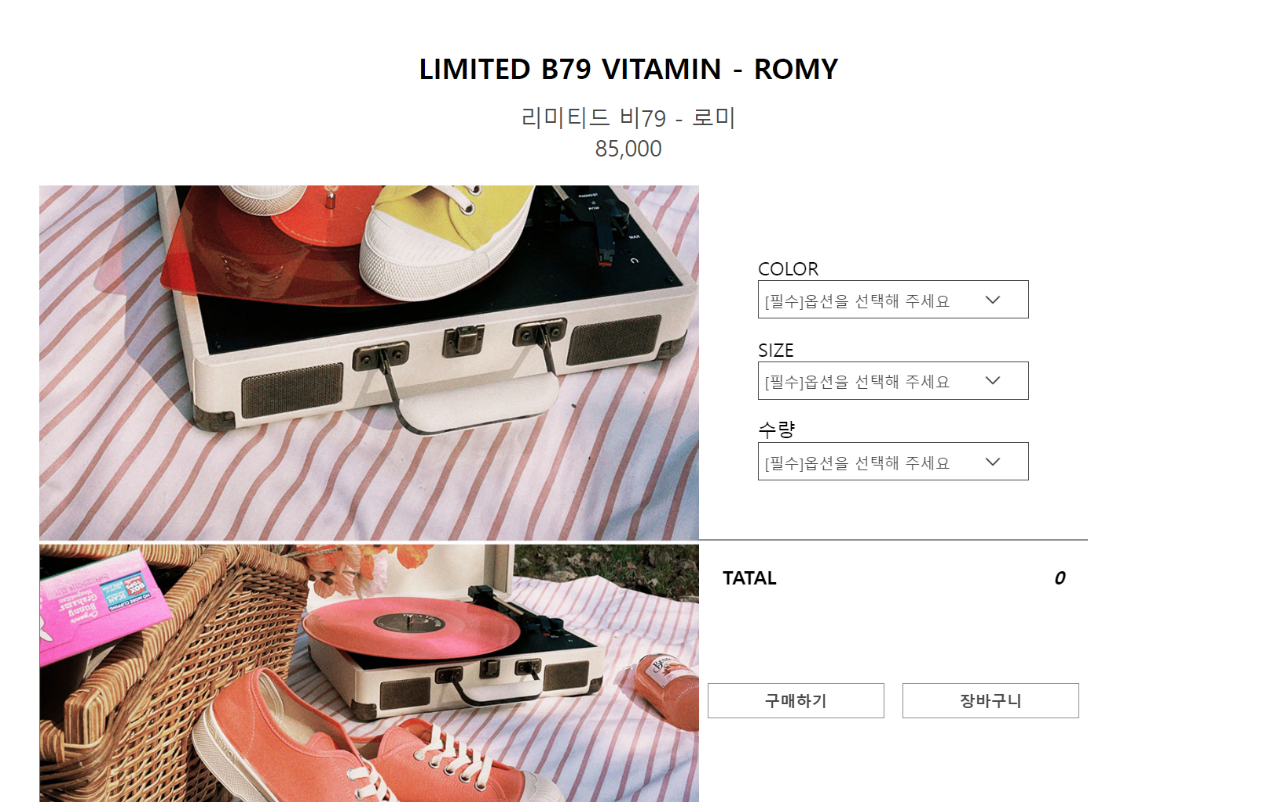 LIMITED B79 VITAMIN - ROMY
리미티드 비79 - 로미
85,000
COLOR
[필수]옵션을 선택해 주세요
SIZE
[필수]옵션을 선택해 주세요
수량
[필수]옵션을 선택해 주세요
TATAL 0
구매하기 장바구니
Organic
Bunny
Grahams